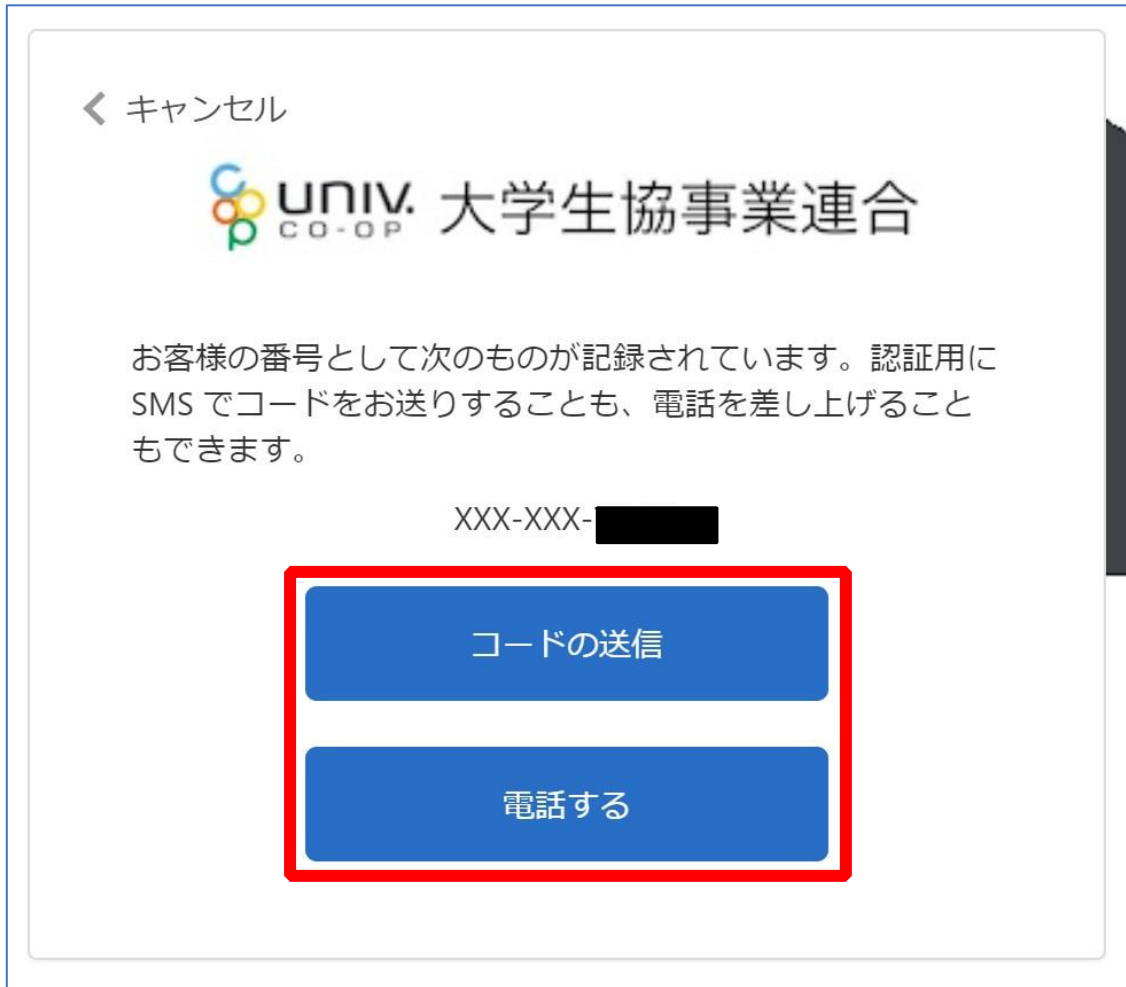 キャンセル
UNIV. CO-OP 大学生協事業連合
お客様の番号として次のものが記録されています。認証用に
SMS でコードをお送りすることも、電話を差し上げること
もできます。
XXX-XXX-
コードの送信
電話する